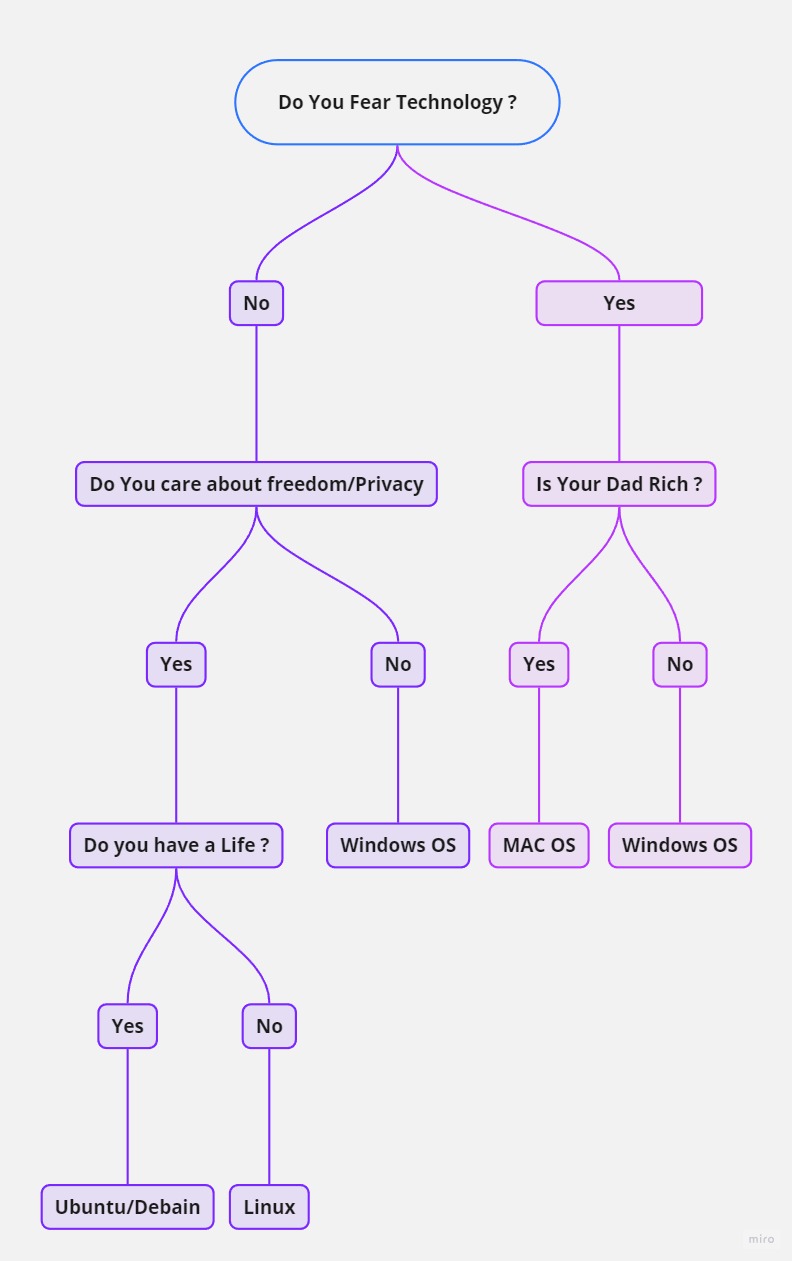 Do You Fear Technology ?
No
Yes
Do You care about freedom/Privacy
Is Your Dad Rich ?
Yes
No
Yes
No
Do you have a Life ?
Windows OS
MAC OS
Windows OS
Yes
No
Ubuntu/Debain
Linux
miro